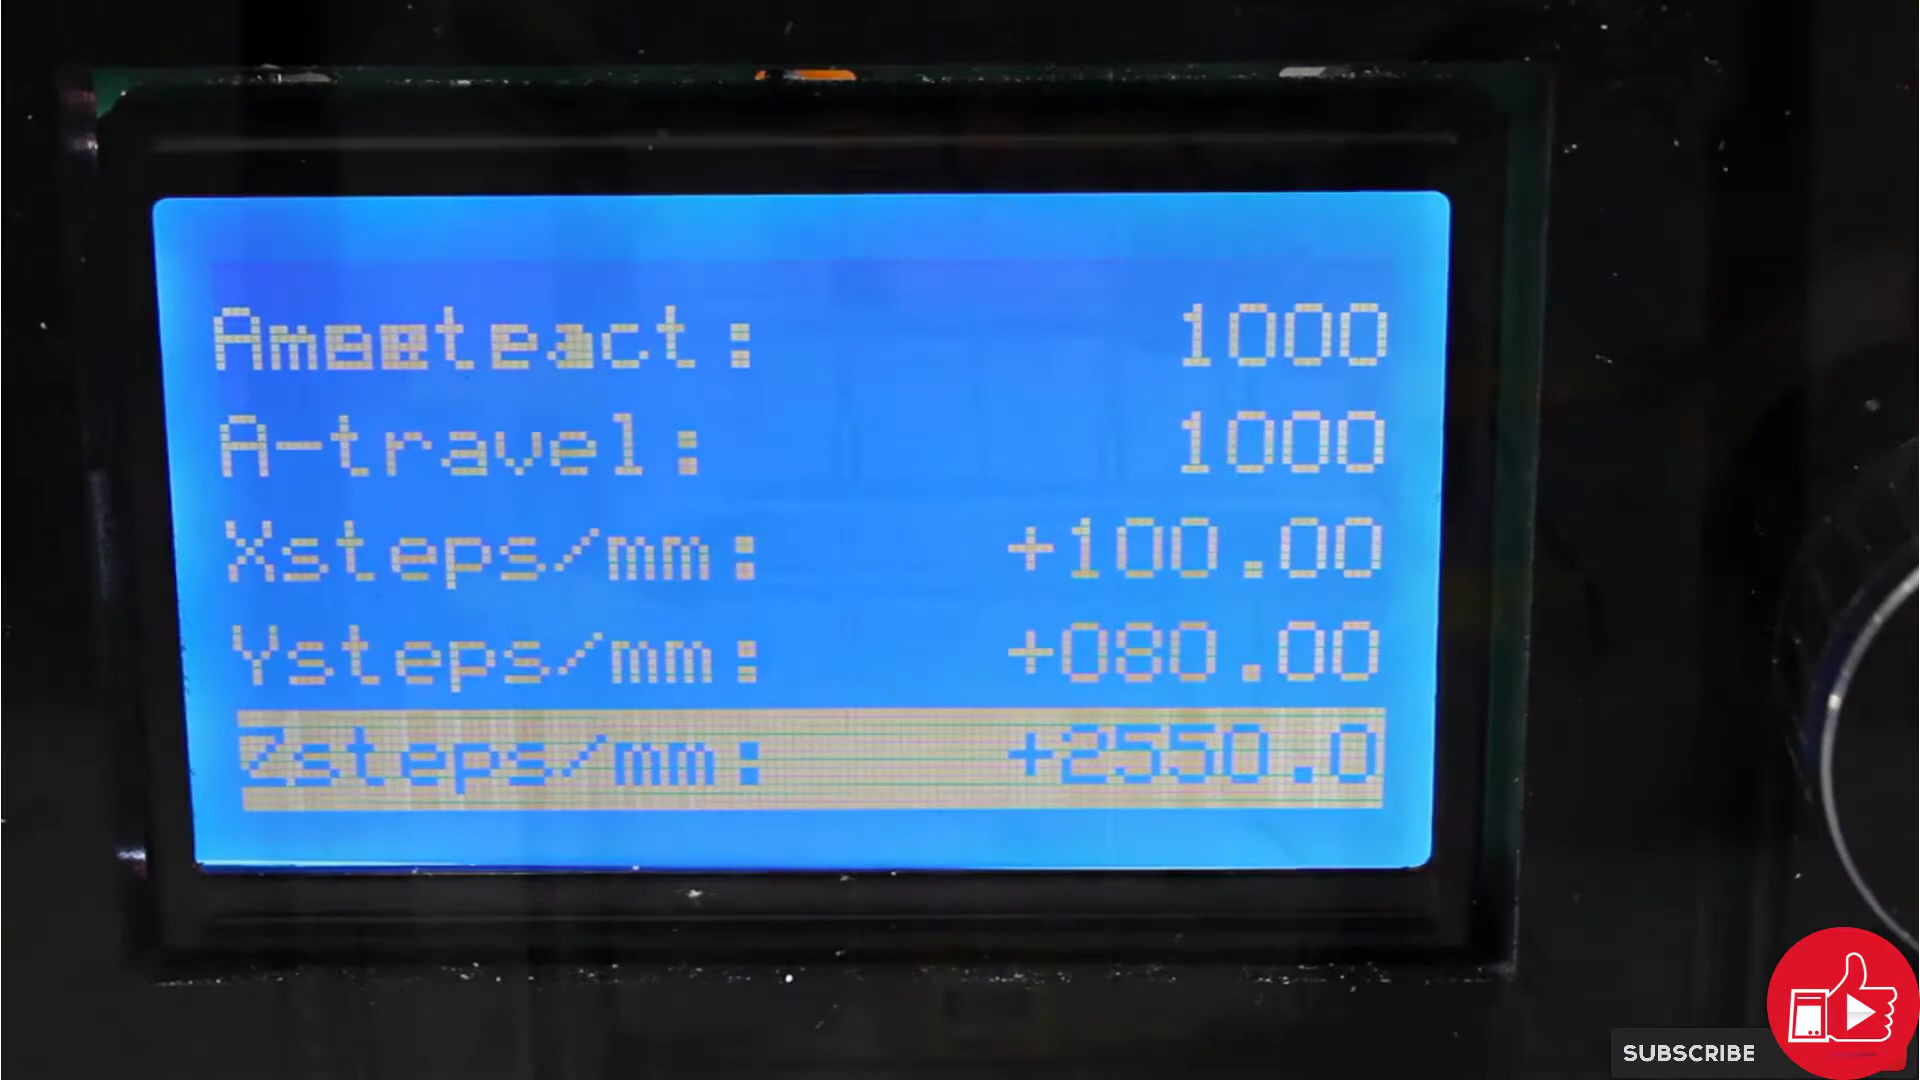 1000
A-travel: 1000
Xsteps/mm: +100.00
Ysteps/mm: +080.00
Zsteps/mm: +2550.0
SUBSCRIBE